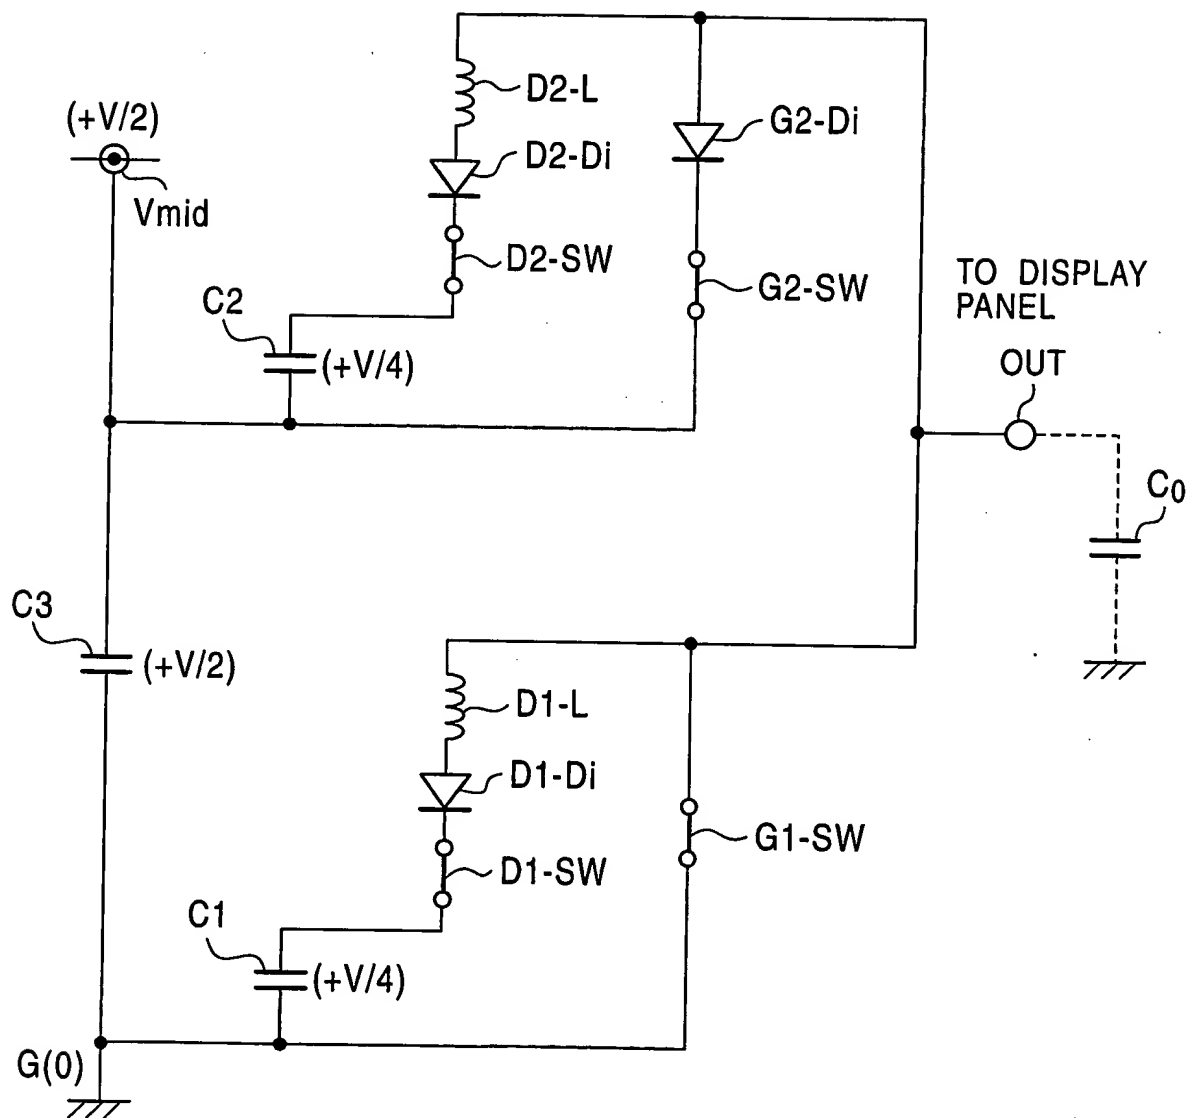 D2-L
(+V/2)
G2-Di
D2-Di
Vmid
D2-SW
TO DISPLAY
PANEL
G2-SW
C2
(+V/4)
OUT
C0
C3
(+V/2)
D1-L
D1-Di
G1-SW
D1-SW
C1
(+V/4)
G(0)